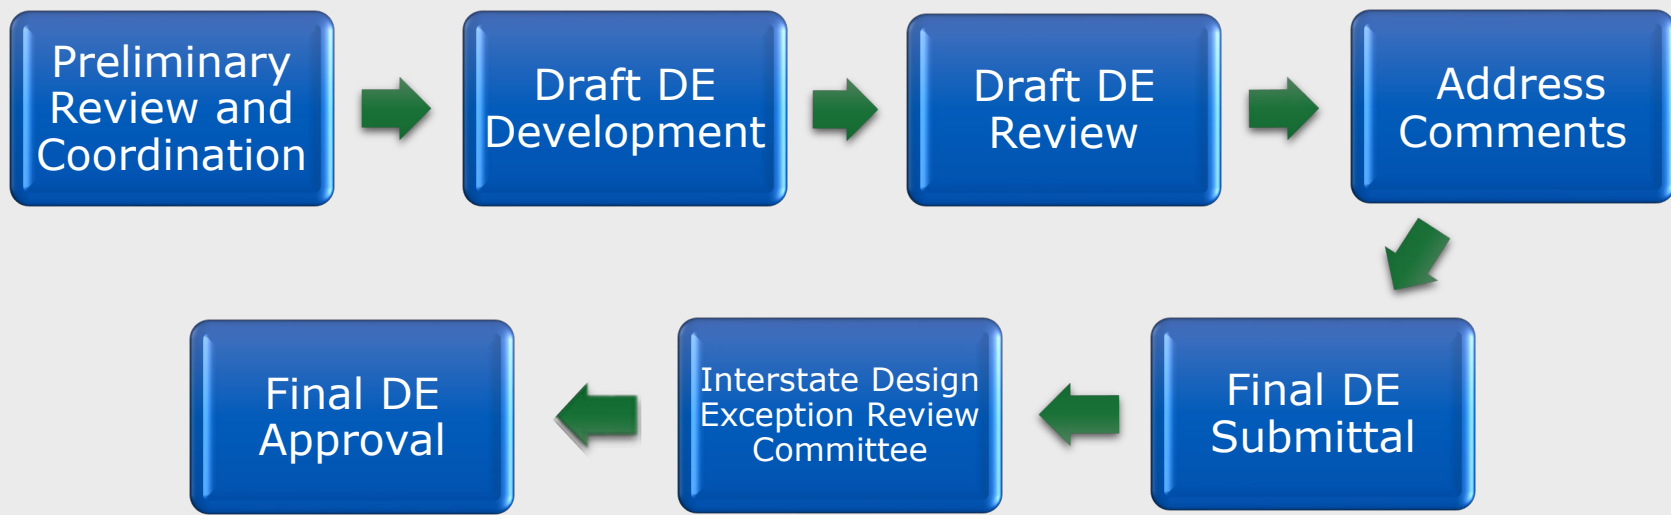 Preliminary
Review and
Coordination
Draft DE
Development
Draft DE
Review
Address
Comments
Final DE
Submittal
Interstate Design
Exception Review
Committee
Final DE
Approval